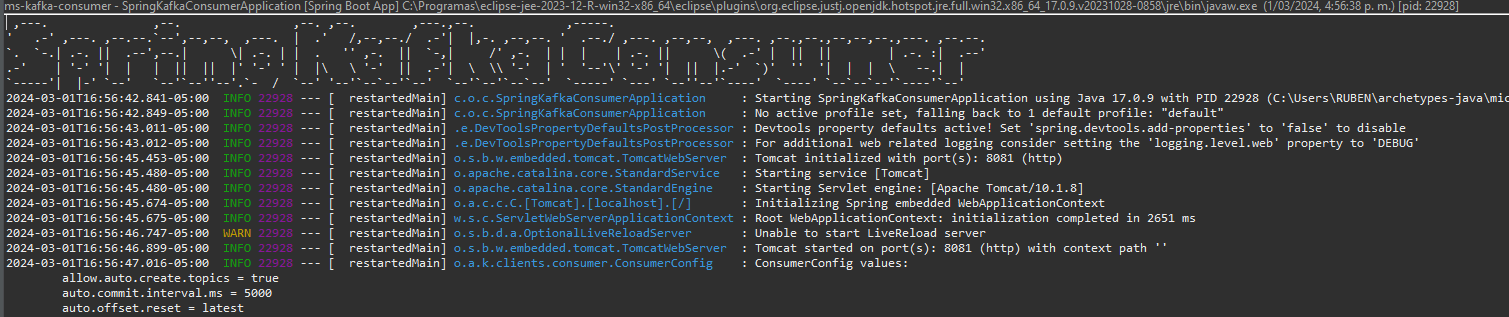 ms-kafka-consumer - SpringKafkaConsumerApplication [Spring Boot App] C:\Programas\eclipse-jee-2023-12-R-win32-x86_64\eclipse\plugins\org.eclipse.justj.openjdk.hotspot.jre.full.win32.x86_64_17.0.9.v20231028-0858\jre\bin\javaw.exe (1/03/2024, 4:56:38 p. m.) [pid: 22928]
SpringKafkaConsumer
2024-03-01T16:56:42.841-05:00  INFO 22928 --- [  restartedMain] c.o.c.SpringKafkaConsumerApplication     : Starting SpringKafkaConsumerApplication using Java 17.0.9 with PID 22928 (C:\Users\RUBEN\archetypes-java\mic
2024-03-01T16:56:42.849-05:00  INFO 22928 --- [  restartedMain] c.o.c.SpringKafkaConsumerApplication     : No active profile set, falling back to 1 default profile: "default"
2024-03-01T16:56:43.011-05:00  INFO 22928 --- [  restartedMain] .e.DevToolsPropertyDefaultsPostProcessor : Devtools property defaults active! Set 'spring.devtools.add-properties' to 'false' to disable
2024-03-01T16:56:43.012-05:00  INFO 22928 --- [  restartedMain] .e.DevToolsPropertyDefaultsPostProcessor : For additional web related logging consider setting the 'logging.level.web' property to 'DEBUG'
2024-03-01T16:56:45.453-05:00  INFO 22928 --- [  restartedMain] o.s.b.w.embedded.tomcat.TomcatWebServer  : Tomcat initialized with port(s): 8081 (http)
2024-03-01T16:56:45.480-05:00  INFO 22928 --- [  restartedMain] o.apache.catalina.core.StandardService   : Starting service [Tomcat]
2024-03-01T16:56:45.480-05:00  INFO 22928 --- [  restartedMain] o.apache.catalina.core.StandardEngine    : Starting Servlet engine: [Apache Tomcat/10.1.8]
2024-03-01T16:56:45.674-05:00  INFO 22928 --- [  restartedMain] o.a.c.c.C.[Tomcat].[localhost].[/]       : Initializing Spring embedded WebApplicationContext
2024-03-01T16:56:45.675-05:00  INFO 22928 --- [  restartedMain] w.s.c.ServletWebServerApplicationContext : Root WebApplicationContext: initialization completed in 2651 ms
2024-03-01T16:56:46.747-05:00  WARN 22928 --- [  restartedMain] o.s.b.d.a.OptionalLiveReloadServer       : Unable to start LiveReload server
2024-03-01T16:56:46.899-05:00  INFO 22928 --- [  restartedMain] o.s.b.w.embedded.tomcat.TomcatWebServer  : Tomcat started on port(s): 8081 (http) with context path ''
2024-03-01T16:56:47.016-05:00  INFO 22928 --- [  restartedMain] o.a.k.clients.consumer.ConsumerConfig    : ConsumerConfig values:
allow.auto.create.topics = true
auto.commit.interval.ms = 5000
auto.offset.reset = latest